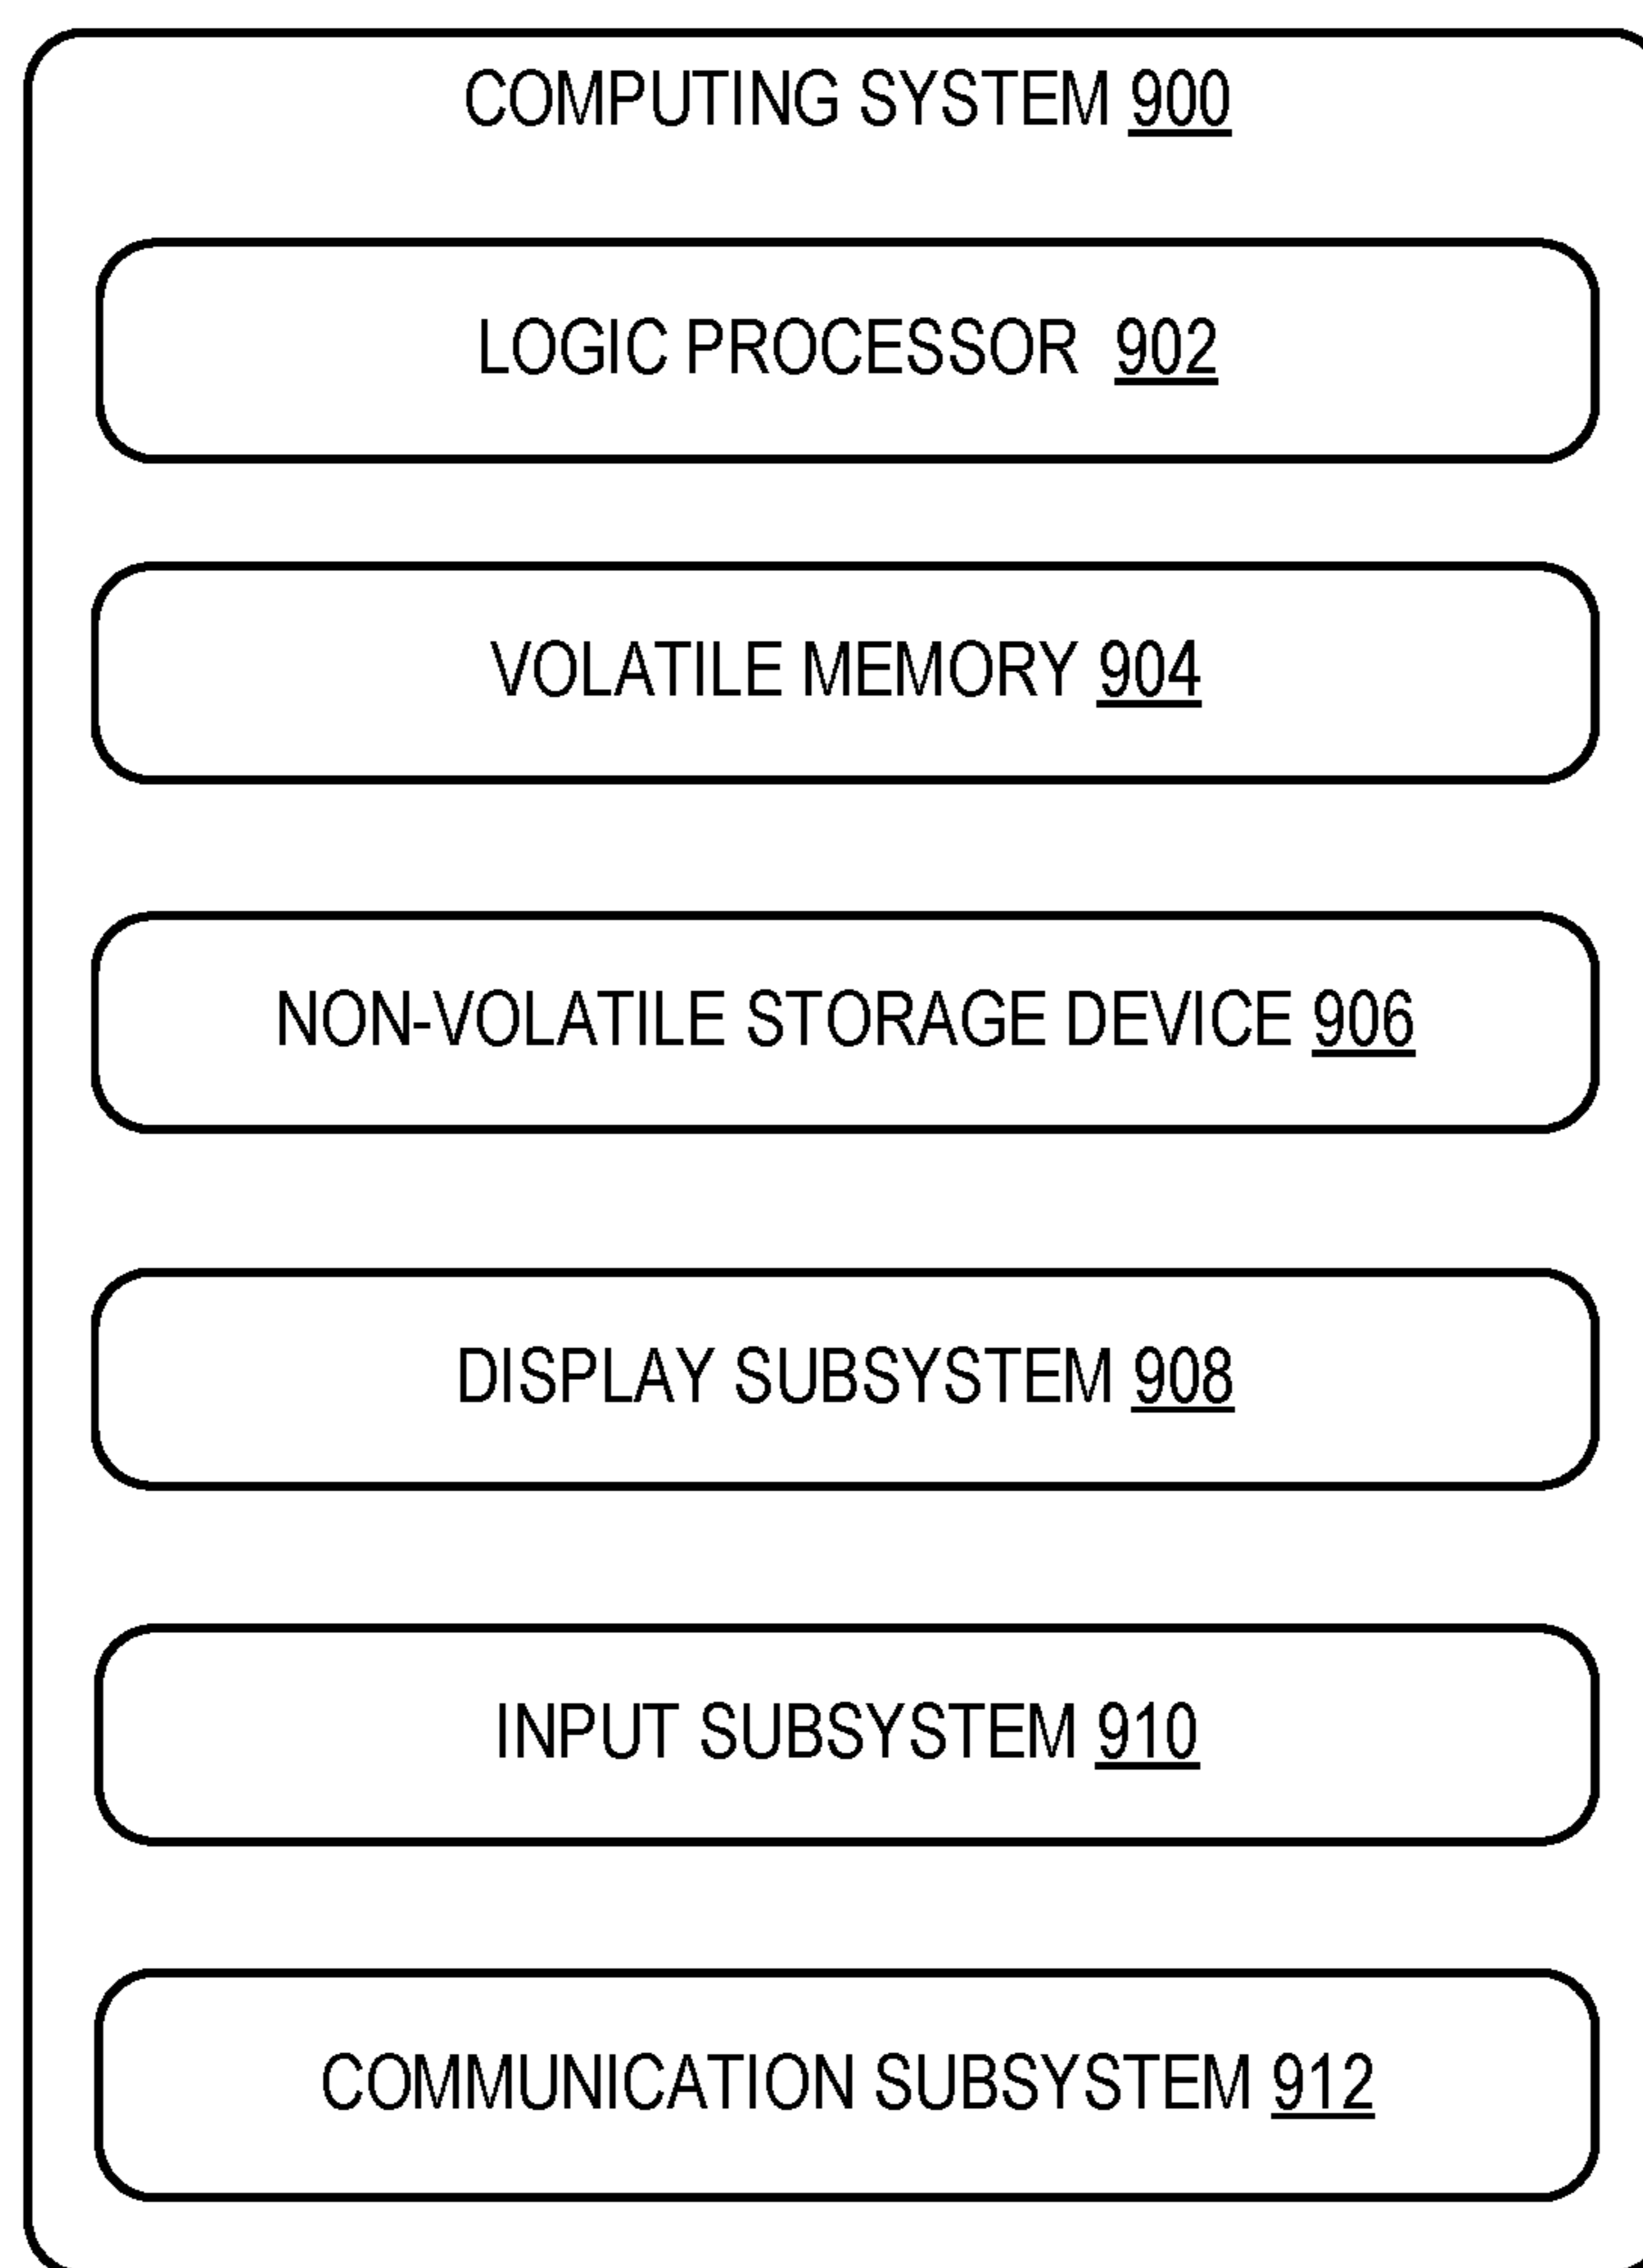 COMPUTING SYSTEM 900
LOGIC PROCESSOR 902
VOLATILE MEMORY 904
NON-VOLATILE STORAGE DEVICE 906
DISPLAY SUBSYSTEM 908
INPUT SUBSYSTEM 910
COMMUNICATION SUBSYSTEM 912